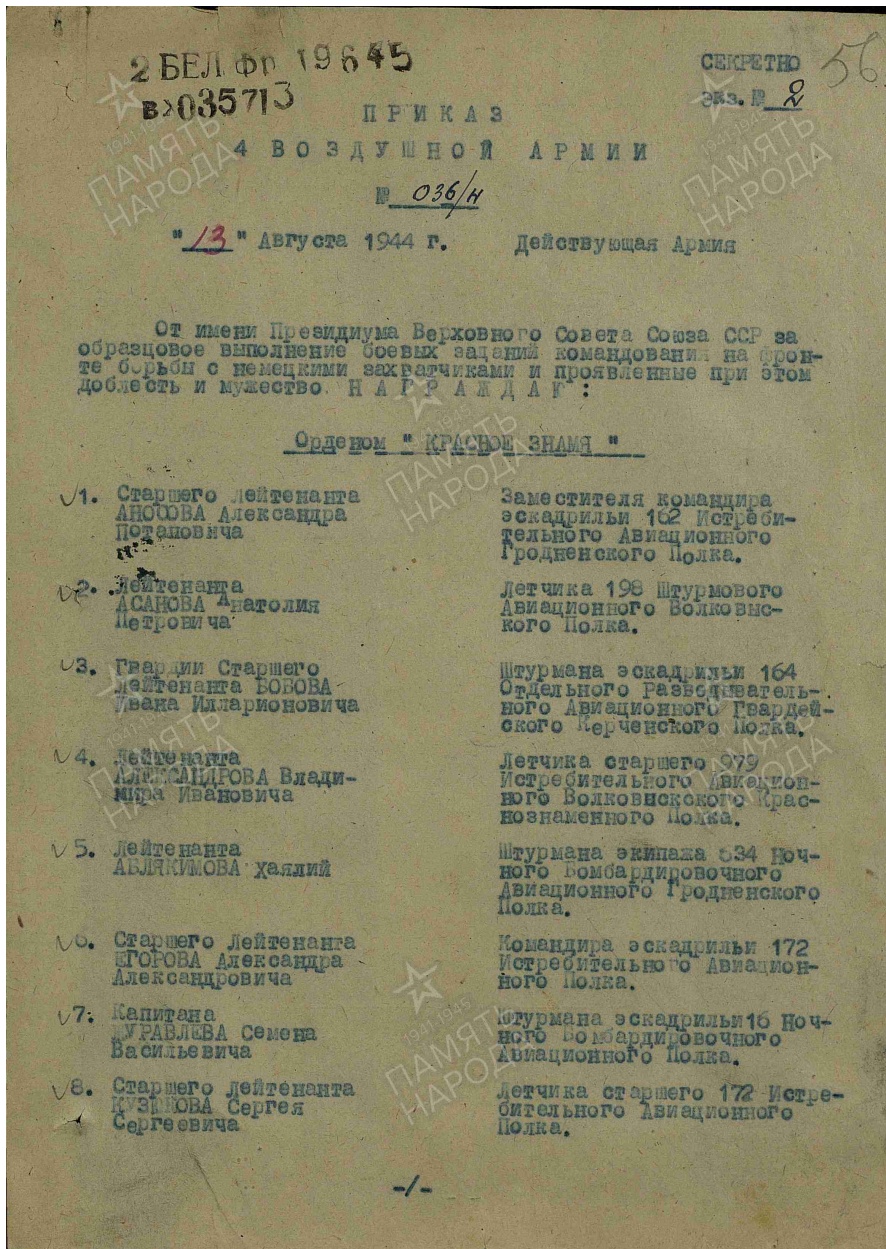 2 БЕЛ. Фр 19645
вх 035713
СЕКРЕТНО
экз. № 2
56
ПРИКАЗ
4 ВОЗДУШНОЙ АРМИИ
№ 036/н
"13" Августа 1944 г. Действующая Армия
От имени Президиума Верховного Совета Союза ССР за
образцовое выполнение боевых заданий командования на фрон-
те борьбы с немецкими захватчиками и проявленные при этом
доблесть и мужество НАГРАЖДАЮ:
Орденом "КРАСНОЕ ЗНАМЯ"
1. Старшего Лейтенанта
АНОСОВА Александра
Потаповича
Заместителя командира
эскадрильи 162 Истреби-
тельного Авиационного
Гродненского Полка.
2. Лейтенанта
АСАНОВА Анатолия
Петровича
Летчика 198 Штурмового
Авиационного Волковыс-
кого Полка.
3. Гвардии Старшего
Лейтенанта БОБОВА
Ивана Илларионовича
Штурмана эскадрильи 164
Отдельного Разведыватель-
ного Авиационного Гвардей-
ского Керченского Полка.
4. Лейтенанта
АЛЕКСАНДРОВА Влади-
мира Ивановича
Летчика старшего 979
Истребительного Авиацион-
ного Волковыскского Крас-
нознаменного Полка.
5. Лейтенанта
АБЛЯКИМОВА Хаялий
Штурмана экипажа 634 Ноч-
ного Бомбардировочного
Авиационного Гродненского
Полка.
6. Старшего Лейтенанта
ЕГОРОВА Александра
Александровича
Командира эскадрильи 172
Истребительного Авиацион-
ного Полка.
7. Капитана
ЖУРАВЛЕВА Семена
Васильевича
Штурмана эскадрильи 16 Ноч-
ного Бомбардировочного
Авиационного Полка.
8. Старшего Лейтенанта
Сергея
Сергеевича
Летчика старшего 172 Истре-
бительного Авиационного
Полка.
-/-
1941 1945
ПАМЯТЬ
НАРОДА